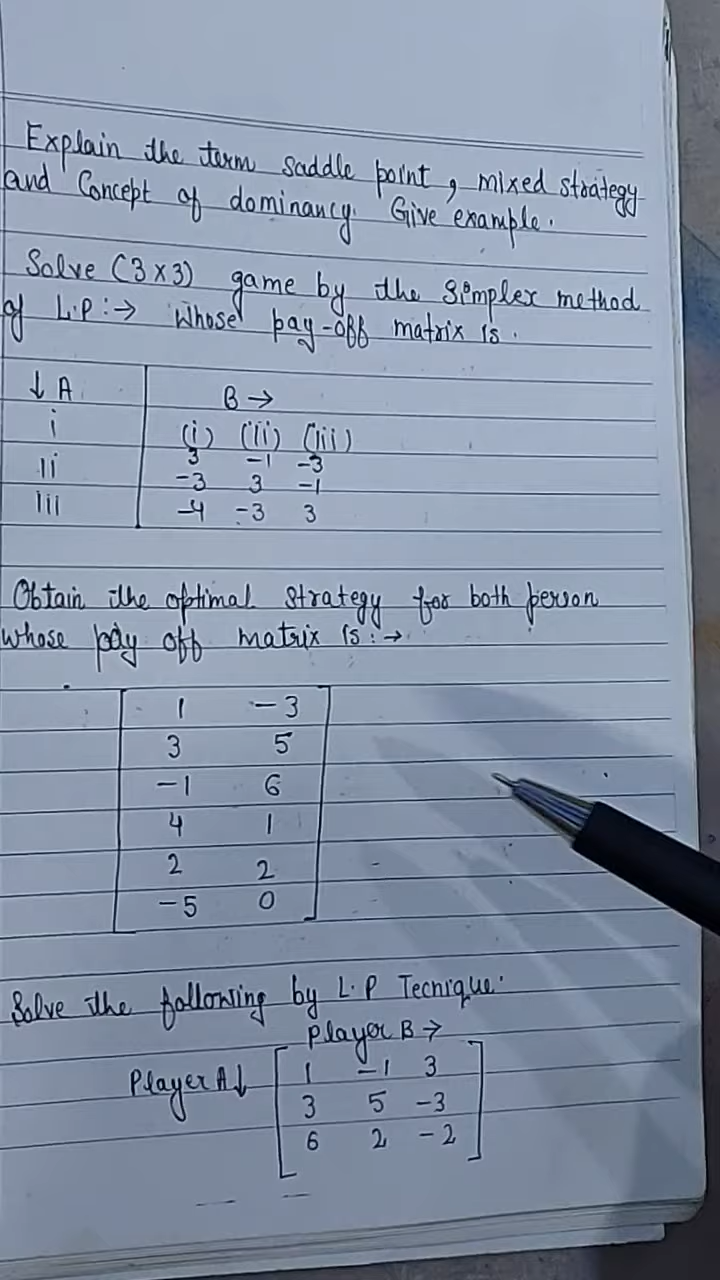 Explain the term saddle point, mixed strategy
and Concept of dominancy. Give example.
Solve (3×3) game by the simplex method
of L.P :→ whose pay-off matrix is.
↓ A B →
i (i) (ii) (iii)
3 -1 -3
ii -3 3 -1
iii -4 -3 3
Obtain the optimal strategy for both person
whose pay off matrix is :→
1 -3
3 5
-1 6
4 1
2 2
-5 0
Solve the following by L.P Tecnique.
Player B →
Player A↓ 1 -1 3
3 5 -3
6 2 -2